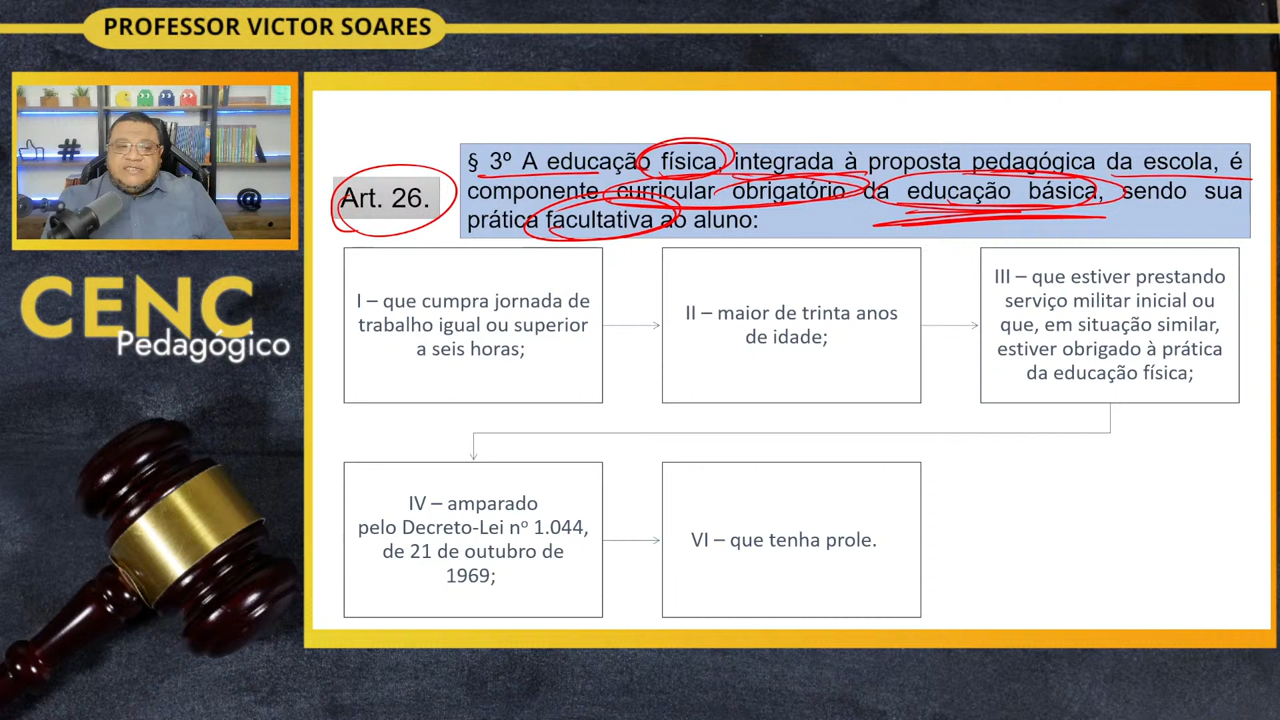 PROFESSOR VICTOR SOARES
#
CENC
Pedagógico
Art. 26.
§ 3º A educação física, integrada à proposta pedagógica da escola, é
componente curricular obrigatório da educação básica, sendo sua
prática facultativa ao aluno:
I – que cumpra jornada de
trabalho igual ou superior
a seis horas;
II – maior de trinta anos
de idade;
III – que estiver prestando
serviço militar inicial ou
que, em situação similar,
estiver obrigado à prática
da educação física;
IV – amparado
pelo Decreto-Lei nº 1.044,
de 21 de outubro de
1969;
VI – que tenha prole.